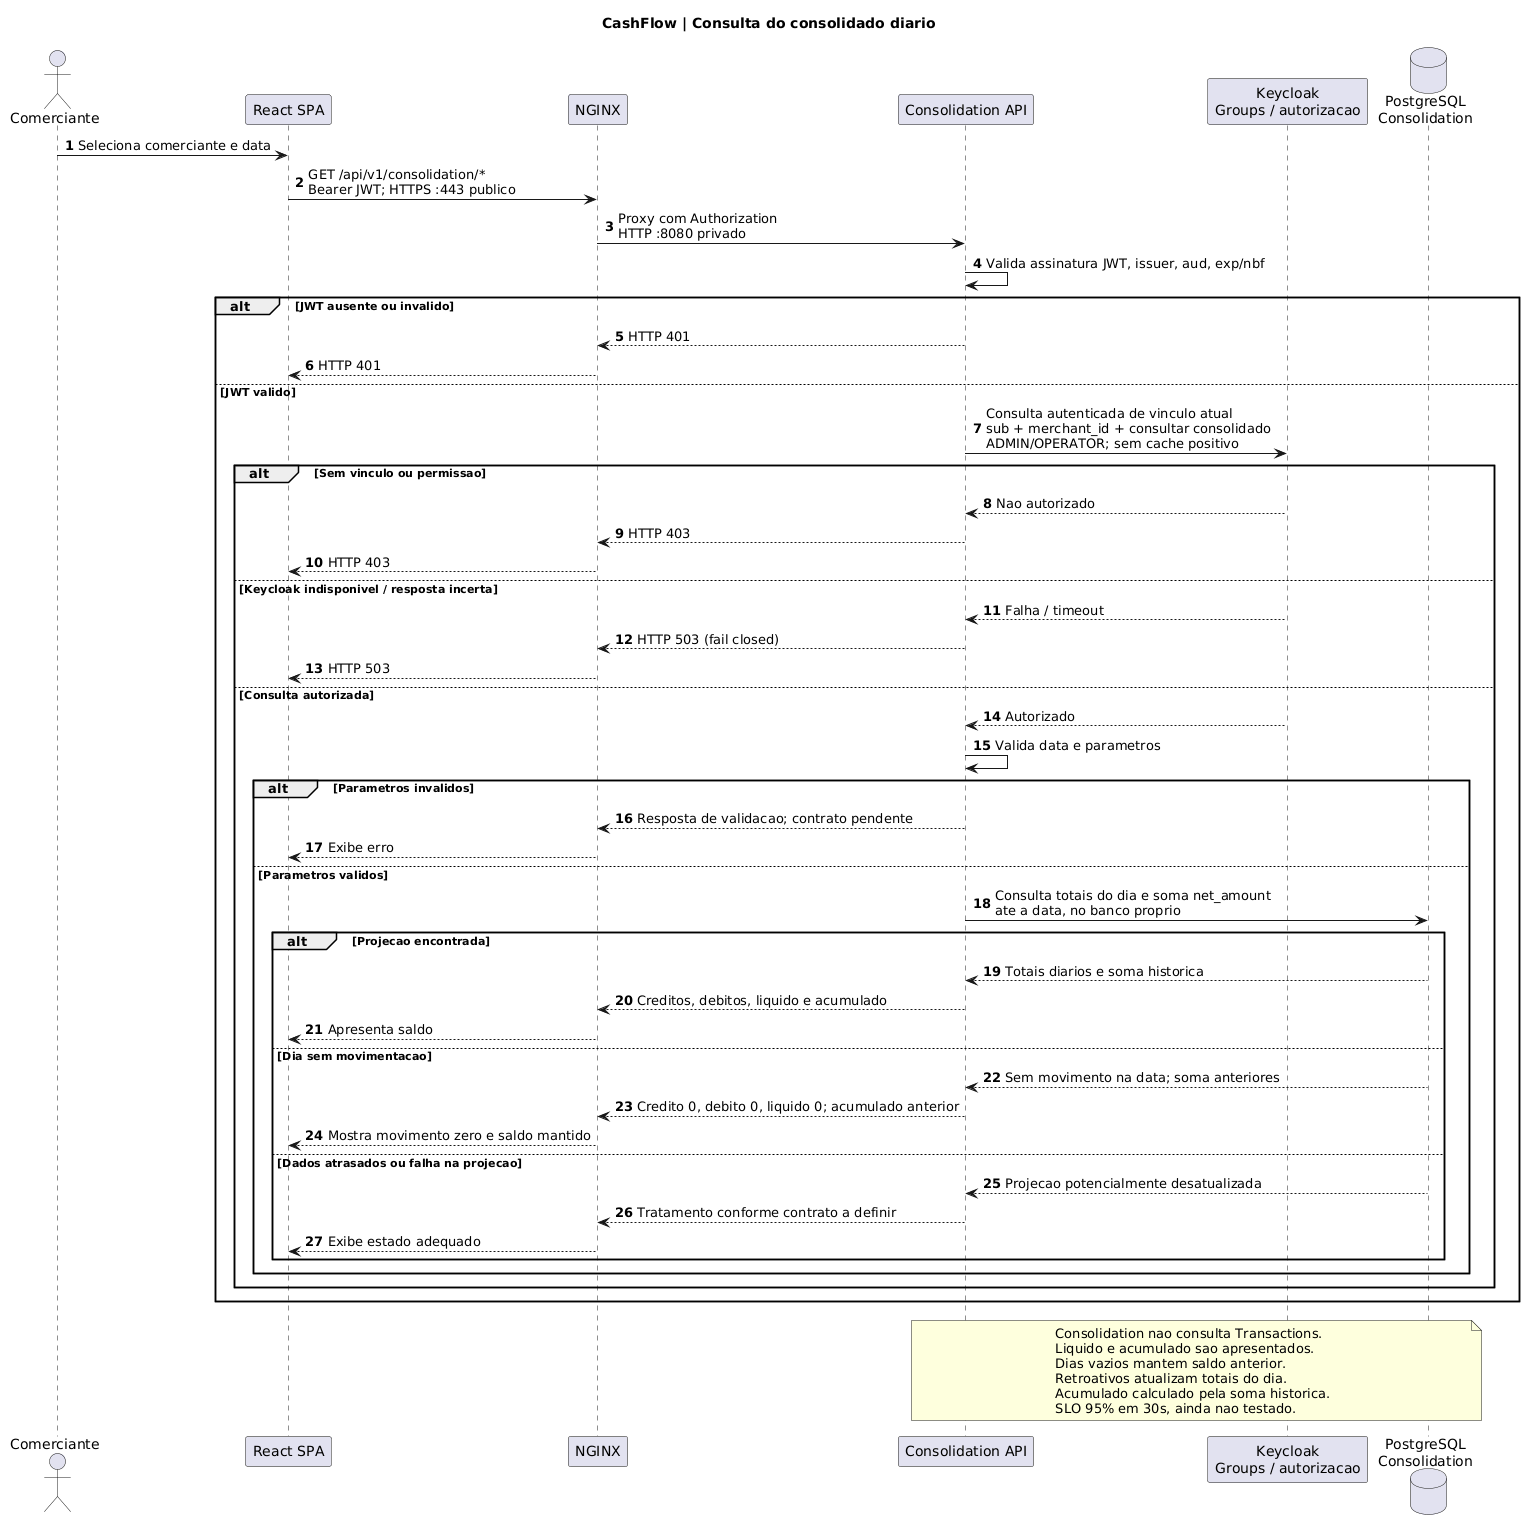 CashFlow | Consulta do consolidado diario
Comerciante
React SPA
NGINX
Consolidation API
Keycloak
Groups / autorizacao
PostgreSQL
Consolidation
1 Seleciona comerciante e data
2 GET /api/v1/consolidation/*
Bearer JWT; HTTPS :443 publico
3 Proxy com Authorization
HTTP :8080 privado
4 Valida assinatura JWT, issuer, aud, exp/nbf
alt [JWT ausente ou invalido]
5 HTTP 401
6 HTTP 401
[JWT valido]
7 Consulta autenticada de vinculo atual
sub + merchant_id + consultar consolidado
ADMIN/OPERATOR; sem cache positivo
alt [Sem vinculo ou permissao]
8 Nao autorizado
9 HTTP 403
10 HTTP 403
[Keycloak indisponivel / resposta incerta]
11 Falha / timeout
12 HTTP 503 (fail closed)
13 HTTP 503
[Consulta autorizada]
14 Autorizado
15 Valida data e parametros
alt [Parametros invalidos]
16 Resposta de validacao; contrato pendente
17 Exibe erro
[Parametros validos]
18 Consulta totais do dia e soma net_amount
ate a data, no banco proprio
alt [Projecao encontrada]
19 Totais diarios e soma historica
20 Creditos, debitos, liquido e acumulado
21 Apresenta saldo
[Dia sem movimentacao]
22 Sem movimento na data; soma anteriores
23 Credito 0, debito 0, liquido 0; acumulado anterior
24 Mostra movimento zero e saldo mantido
[Dados atrasados ou falha na projecao]
25 Projecao potencialmente desatualizada
26 Tratamento conforme contrato a definir
27 Exibe estado adequado
Consolidation nao consulta Transactions.
Liquido e acumulado sao apresentados.
Dias vazios mantem saldo anterior.
Retroativos atualizam totais do dia.
Acumulado calculado pela soma historica.
SLO 95% em 30s, ainda nao testado.
Comerciante
React SPA
NGINX
Consolidation API
Keycloak
Groups / autorizacao
PostgreSQL
Consolidation